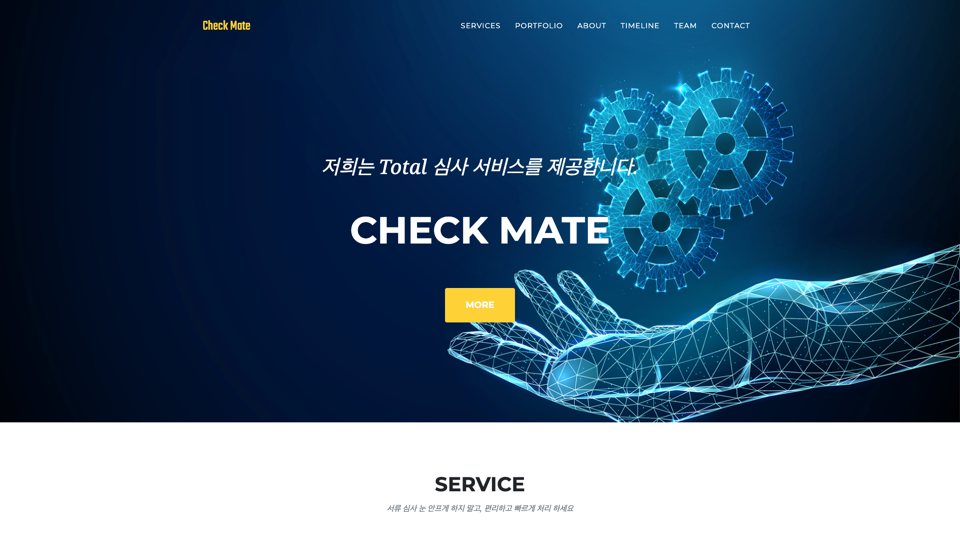 Check Mate
SERVICES PORTFOLIO ABOUT TIMELINE TEAM CONTACT
저희는 Total 심사 서비스를 제공합니다.
CHECK MATE
MORE
SERVICE
서류 심사 눈 안프게 하지 말고, 편리하고 빠르게 처리 하세요